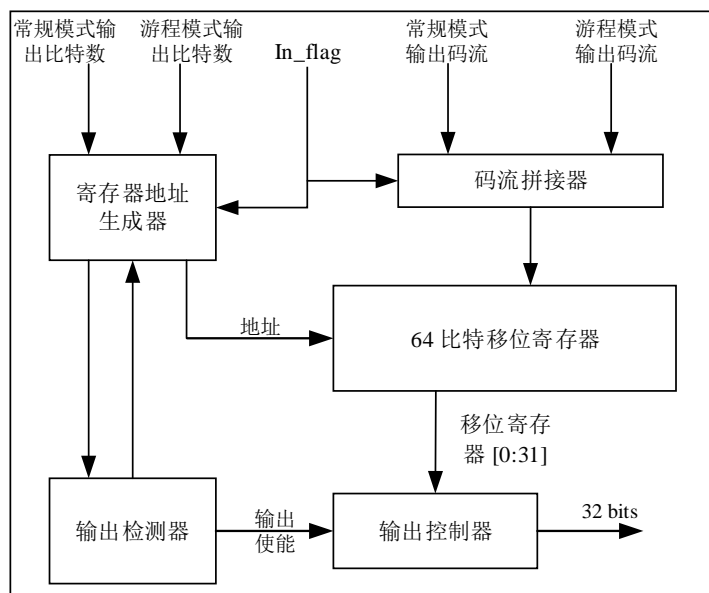 常规模式输
出比特数
游程模式输
出比特数
In_flag
常规模式
输出码流
游程模式
输出码流
寄存器地址
生成器
码流拼接器
地址
64 比特移位寄存器
移位寄存
器 [0:31]
输出检测器
输出
使能
输出控制器
32 bits